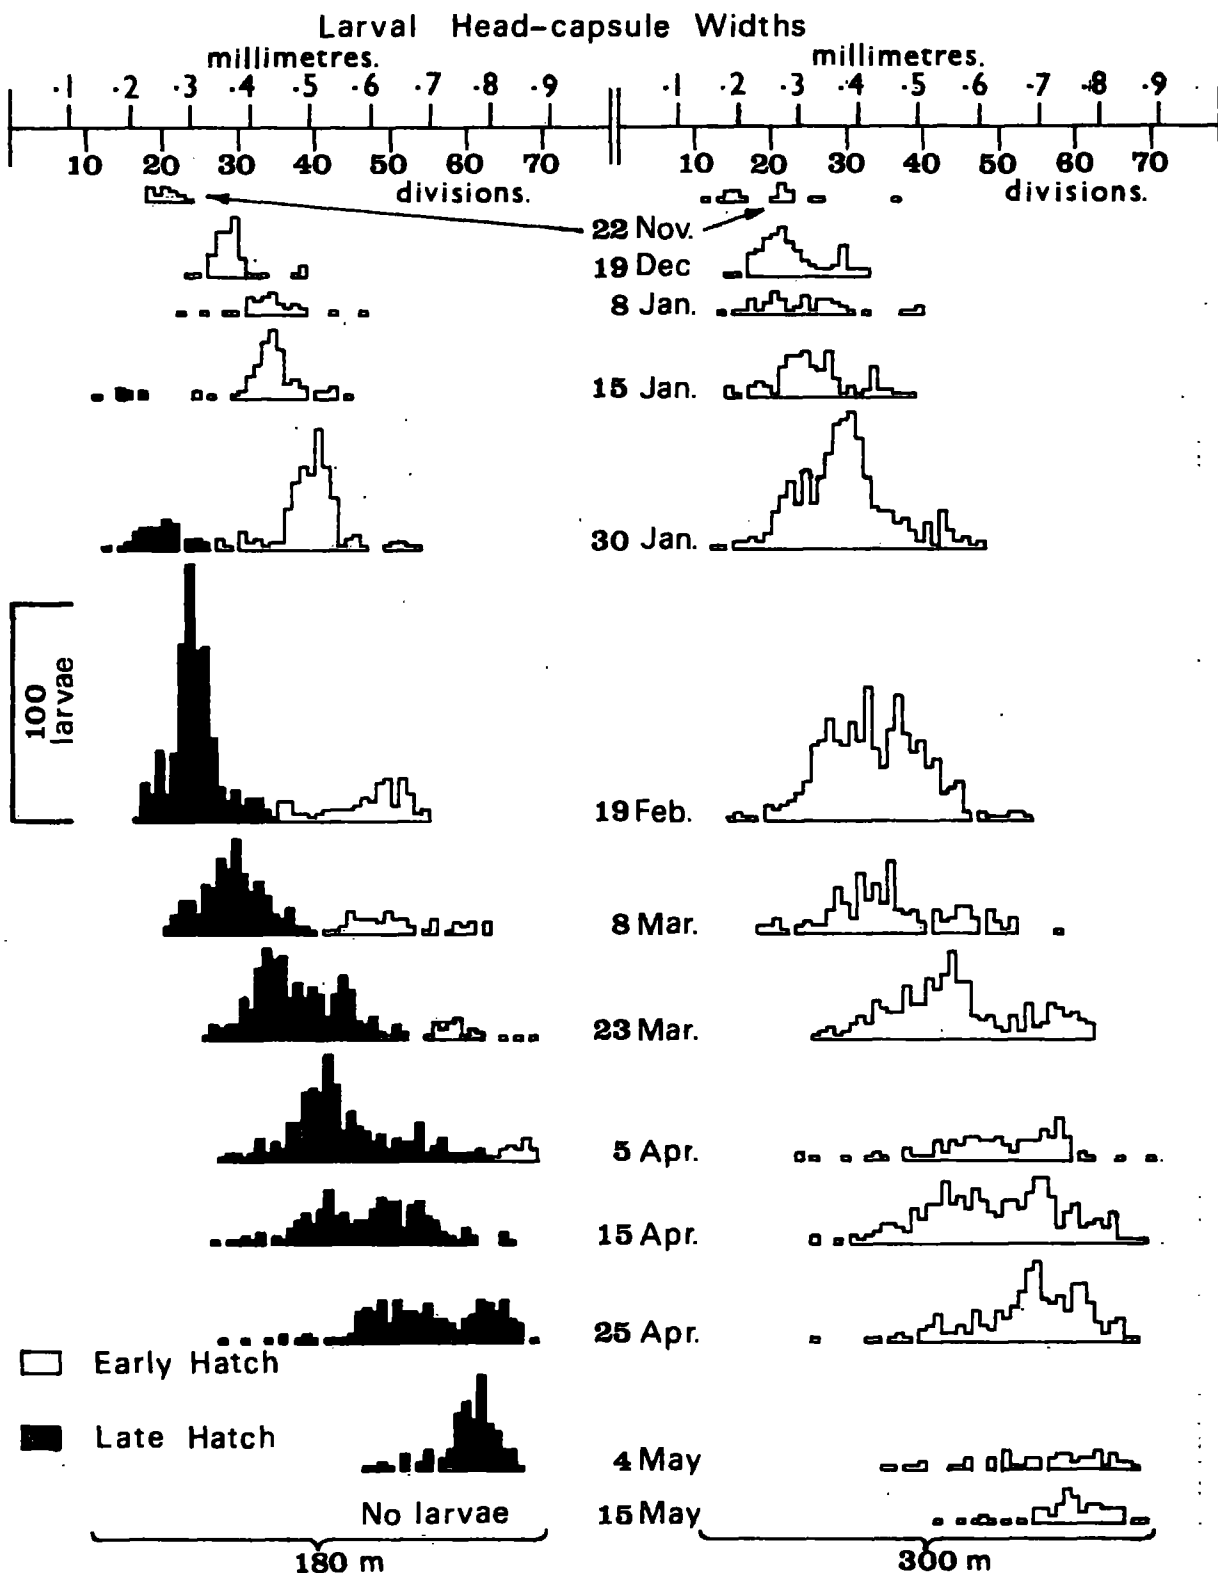 Larval Head-capsule Widths
millimetres. millimetres.
.1 .2 .3 .4 .5 .6 .7 .8 .9 .1 .2 .3 .4 .5 .6 .7 .8 .9
10 20 30 40 50 60 70 10 20 30 40 50 60 70
divisions. divisions.
22 Nov.
19 Dec
8 Jan.
15 Jan.
30 Jan.
100 larvae
19 Feb.
8 Mar.
23 Mar.
5 Apr.
15 Apr.
25 Apr.
Early Hatch
Late Hatch
4 May
No larvae 15 May
180 m 300 m